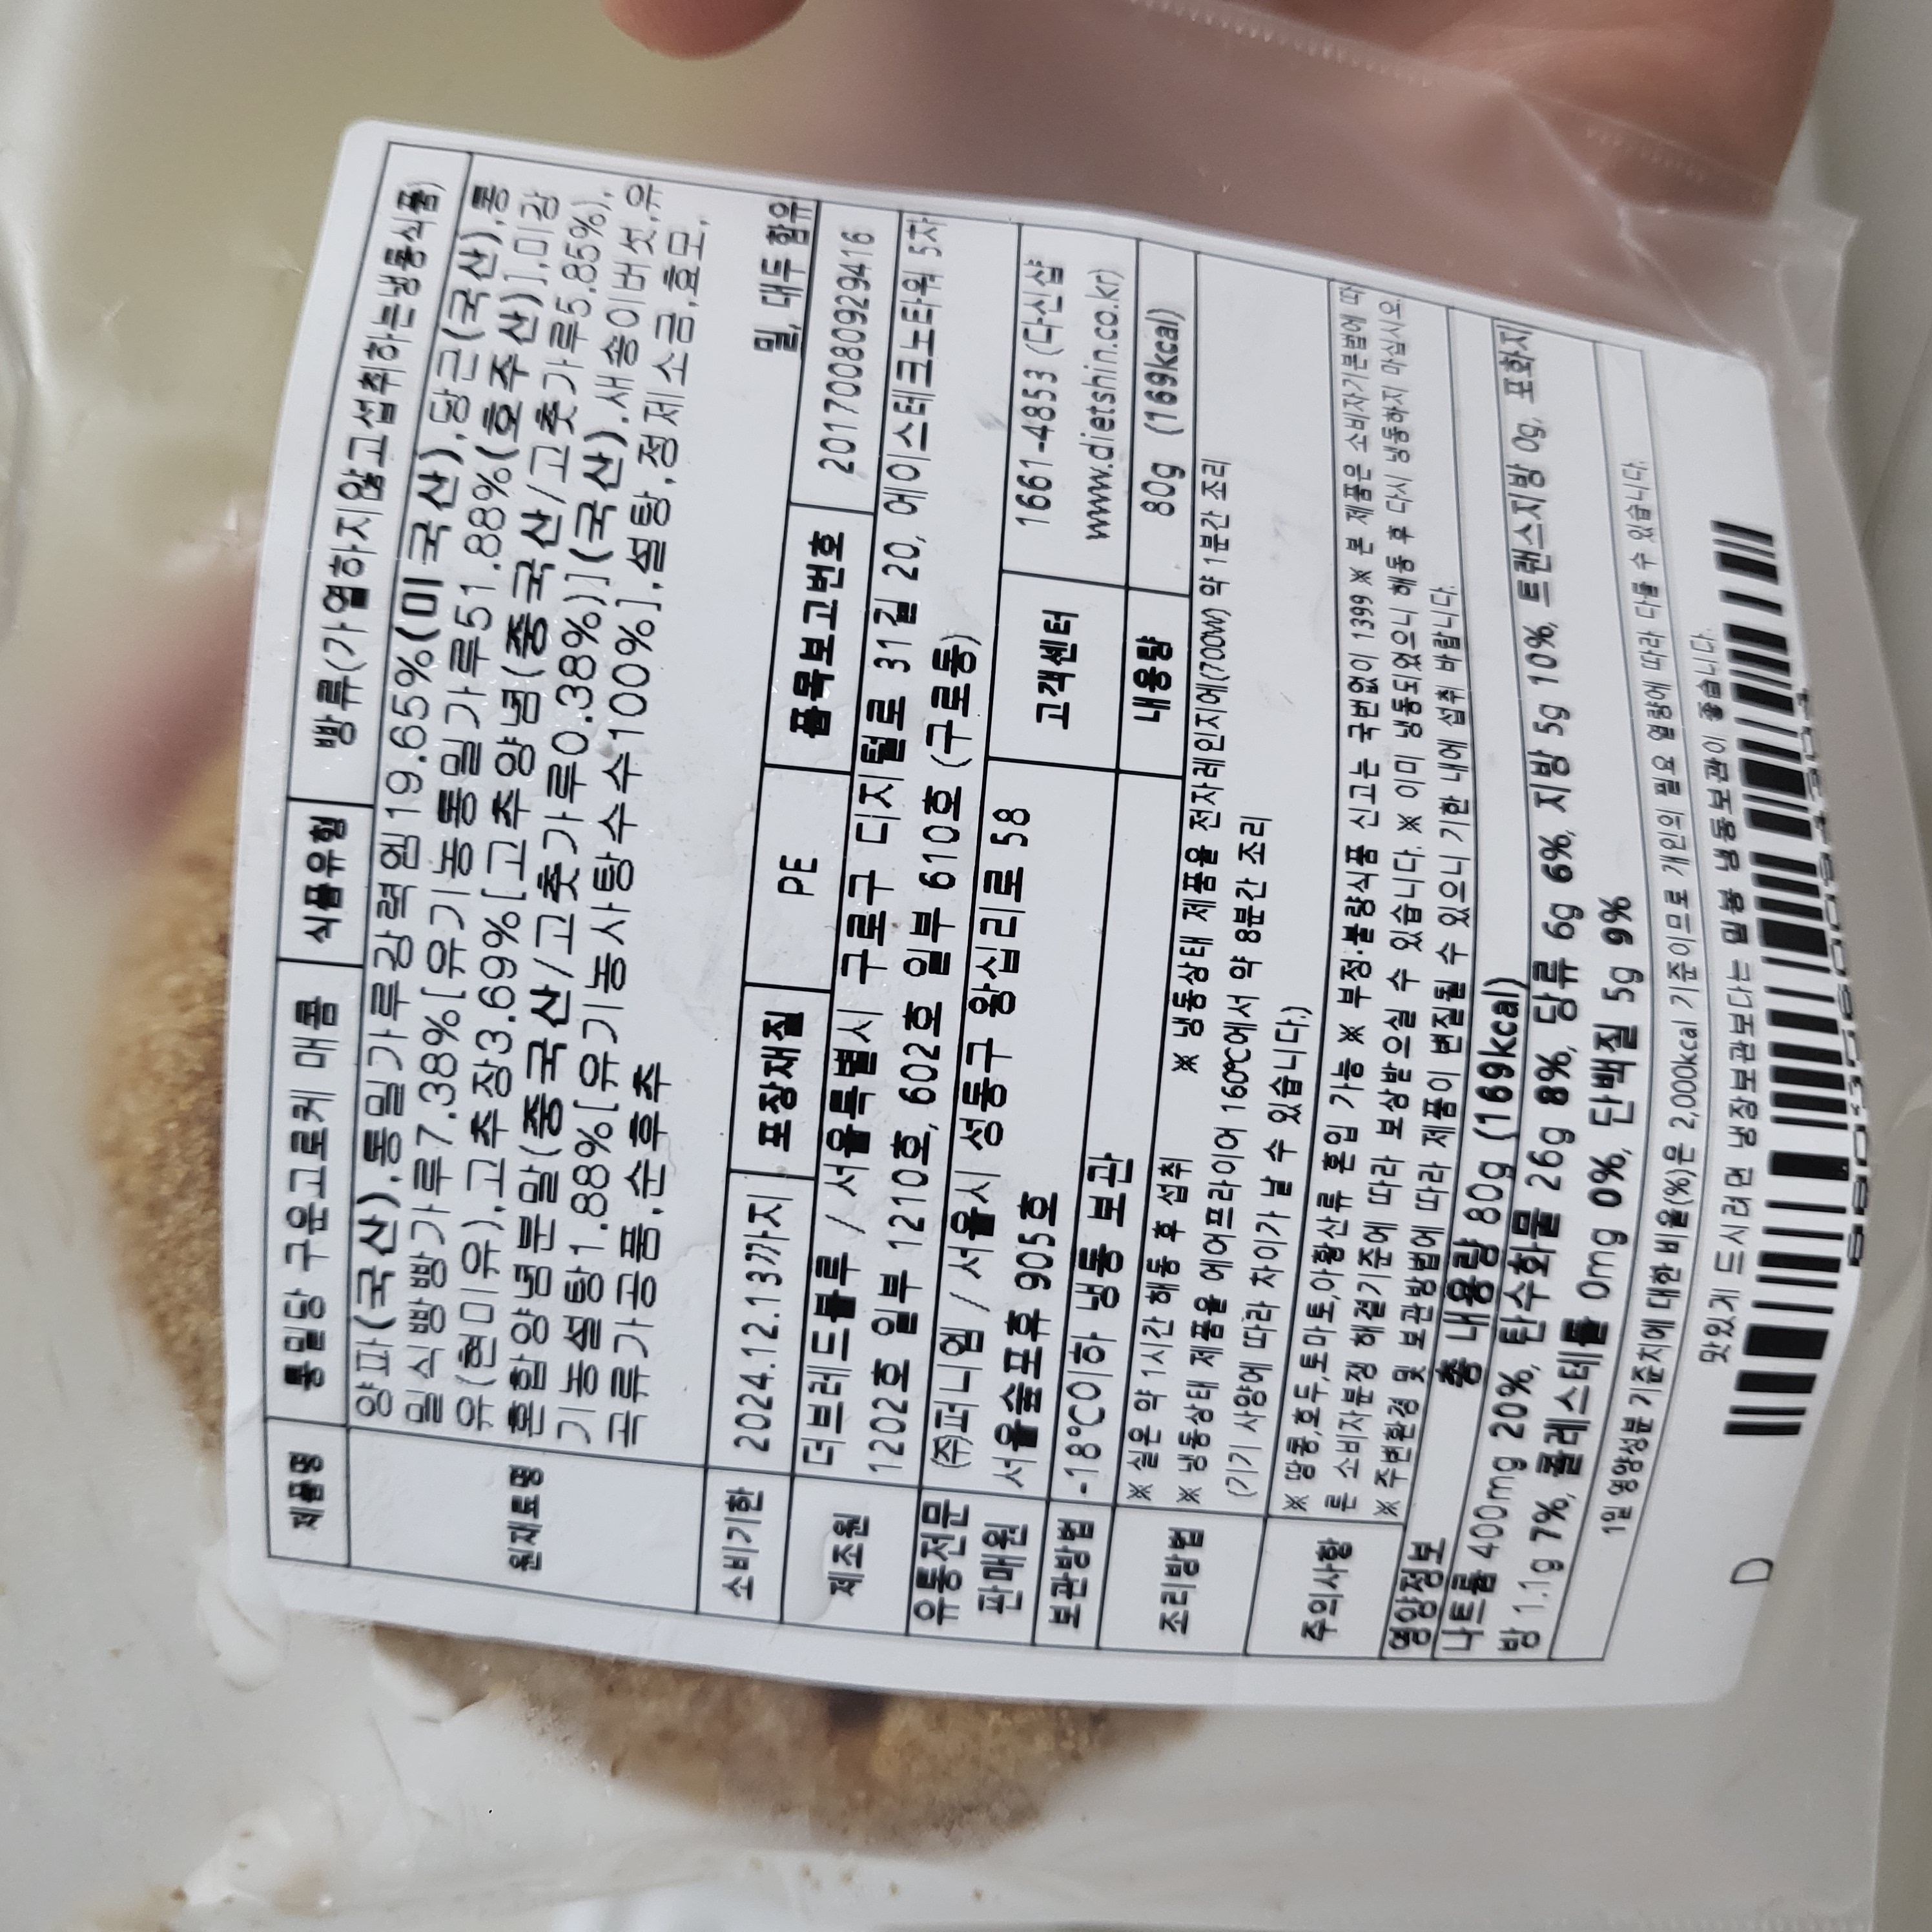 제품명 통밀당 구운고로케 매콤 식품유형 빵류(가열하지않고섭취하는냉동식품)
원재료명
양파(국산),통밀가루강력엠19.65%(미국산),당근(국산),통
밀식빵빵가루7.38%[유기농통밀가루51.88%(호주산)],미강
유(현미유),고추장3.69%[고추양념(중국산/고춧가루5.85%),
혼합양념분말(중국산/고춧가루0.38%)](국산),새송이버섯,유
기농설탕1.88%[유기농사탕수수100%],설탕,정제소금,효모,
곡류가공품,순후추
밀, 대두 함유
소비기한 2024.12.13까지 포장재질 PE 품목보고번호 20170080929416
제조원 더브레드블루 / 서울특별시 구로구 디지털로 31길 20, 에이스테크노타워 5차
1202호 일부 1210호, 602호 일부 610호 (구로동)
유통전문판매원 (주)퍼니엠 / 서울시 성동구 왕십리로 58
서울숲포휴 905호
고객센터 1661-4853 (다신샵
www.dietshin.co.kr)
보관방법 -18℃이하 냉동 보관 내용량 80g (169kcal)
조리방법 ※ 실온 약 1시간 해동 후 섭취 ※ 냉동상태 제품을 전자레인지에(700W) 약 1분간 조리
※ 냉동상태 제품을 에어프라이어 160℃에서 약 8분간 조리
(기기 사양에 따라 차이가 날 수 있습니다.)
주의사항 ※ 땅콩,호두,토마토,아황산류 혼입 가능 ※ 부정·불량식품 신고는 국번없이 1399 ※ 본 제품은 소비자기본법에 따
른 소비자분쟁 해결기준에 따라 보상받으실 수 있습니다. ※ 이미 냉동되었으니 해동 후 다시 냉동하지 마십시오.
※ 주변환경 및 보관방법에 따라 제품이 변질될 수 있으니 기한 내에 섭취 바랍니다.
영양정보 총 내용량 80g (169kcal)
나트륨 400mg 20%, 탄수화물 26g 8%, 당류 6g 6%, 지방 5g 10%, 트랜스지방 0g, 포화지
방 1.1g 7%, 콜레스테롤 0mg 0%, 단백질 5g 9%
1일 영양성분 기준치에 대한 비율(%)은 2,000kcal 기준이므로 개인의 필요 열량에 따라 다를 수 있습니다.
맛있게 드시려면 냉장보관보다는 밀봉 냉동보관이 좋습니다.
D